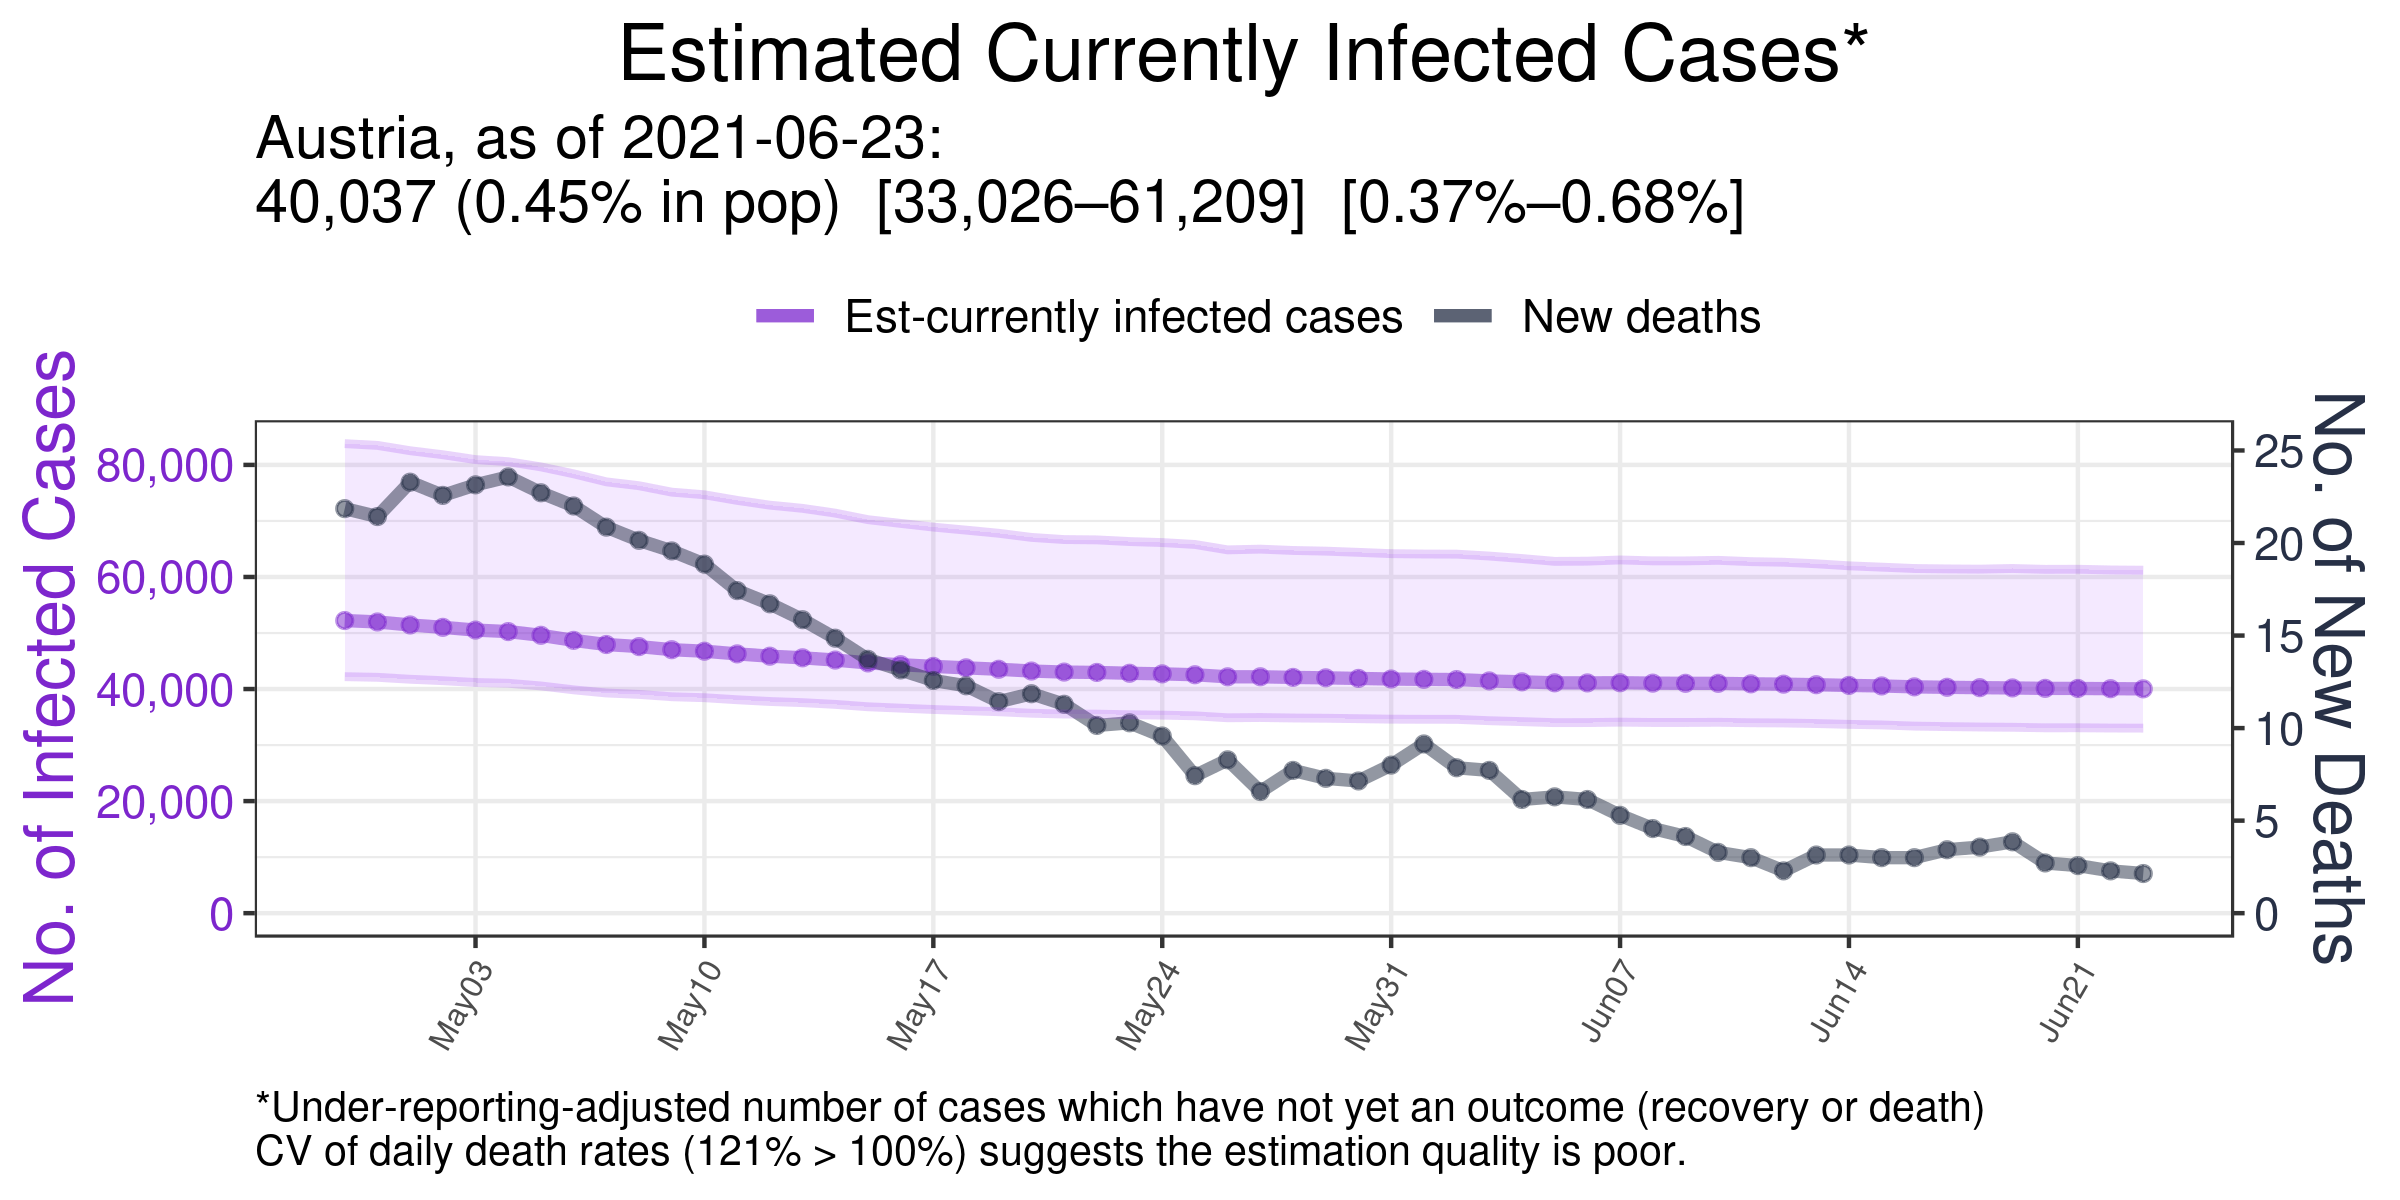 Estimated Currently Infected Cases*
Austria, as of 2021-06-23:
40,037 (0.45% in pop)  [33,026–61,209]  [0.37%–0.68%]
Est-currently infected cases
New deaths
No. of Infected Cases
80,000
60,000
40,000
20,000
0
25
20
15
10
5
0
No. of New Deaths
May03
May10
May17
May24
May31
Jun07
Jun14
Jun21
*Under-reporting-adjusted number of cases which have not yet an outcome (recovery or death)
CV of daily death rates (121% > 100%) suggests the estimation quality is poor.